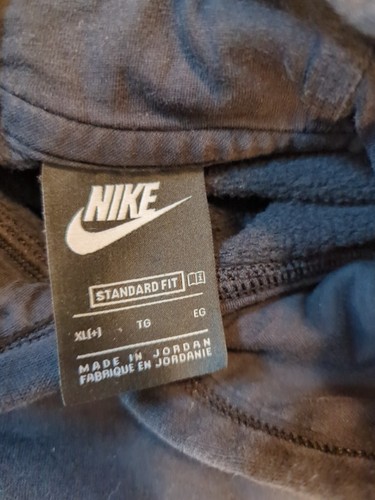 NIKE
STANDARD FIT
XL[+] TG EG
MADE IN JORDAN
FABRIQUE EN JORDANIE